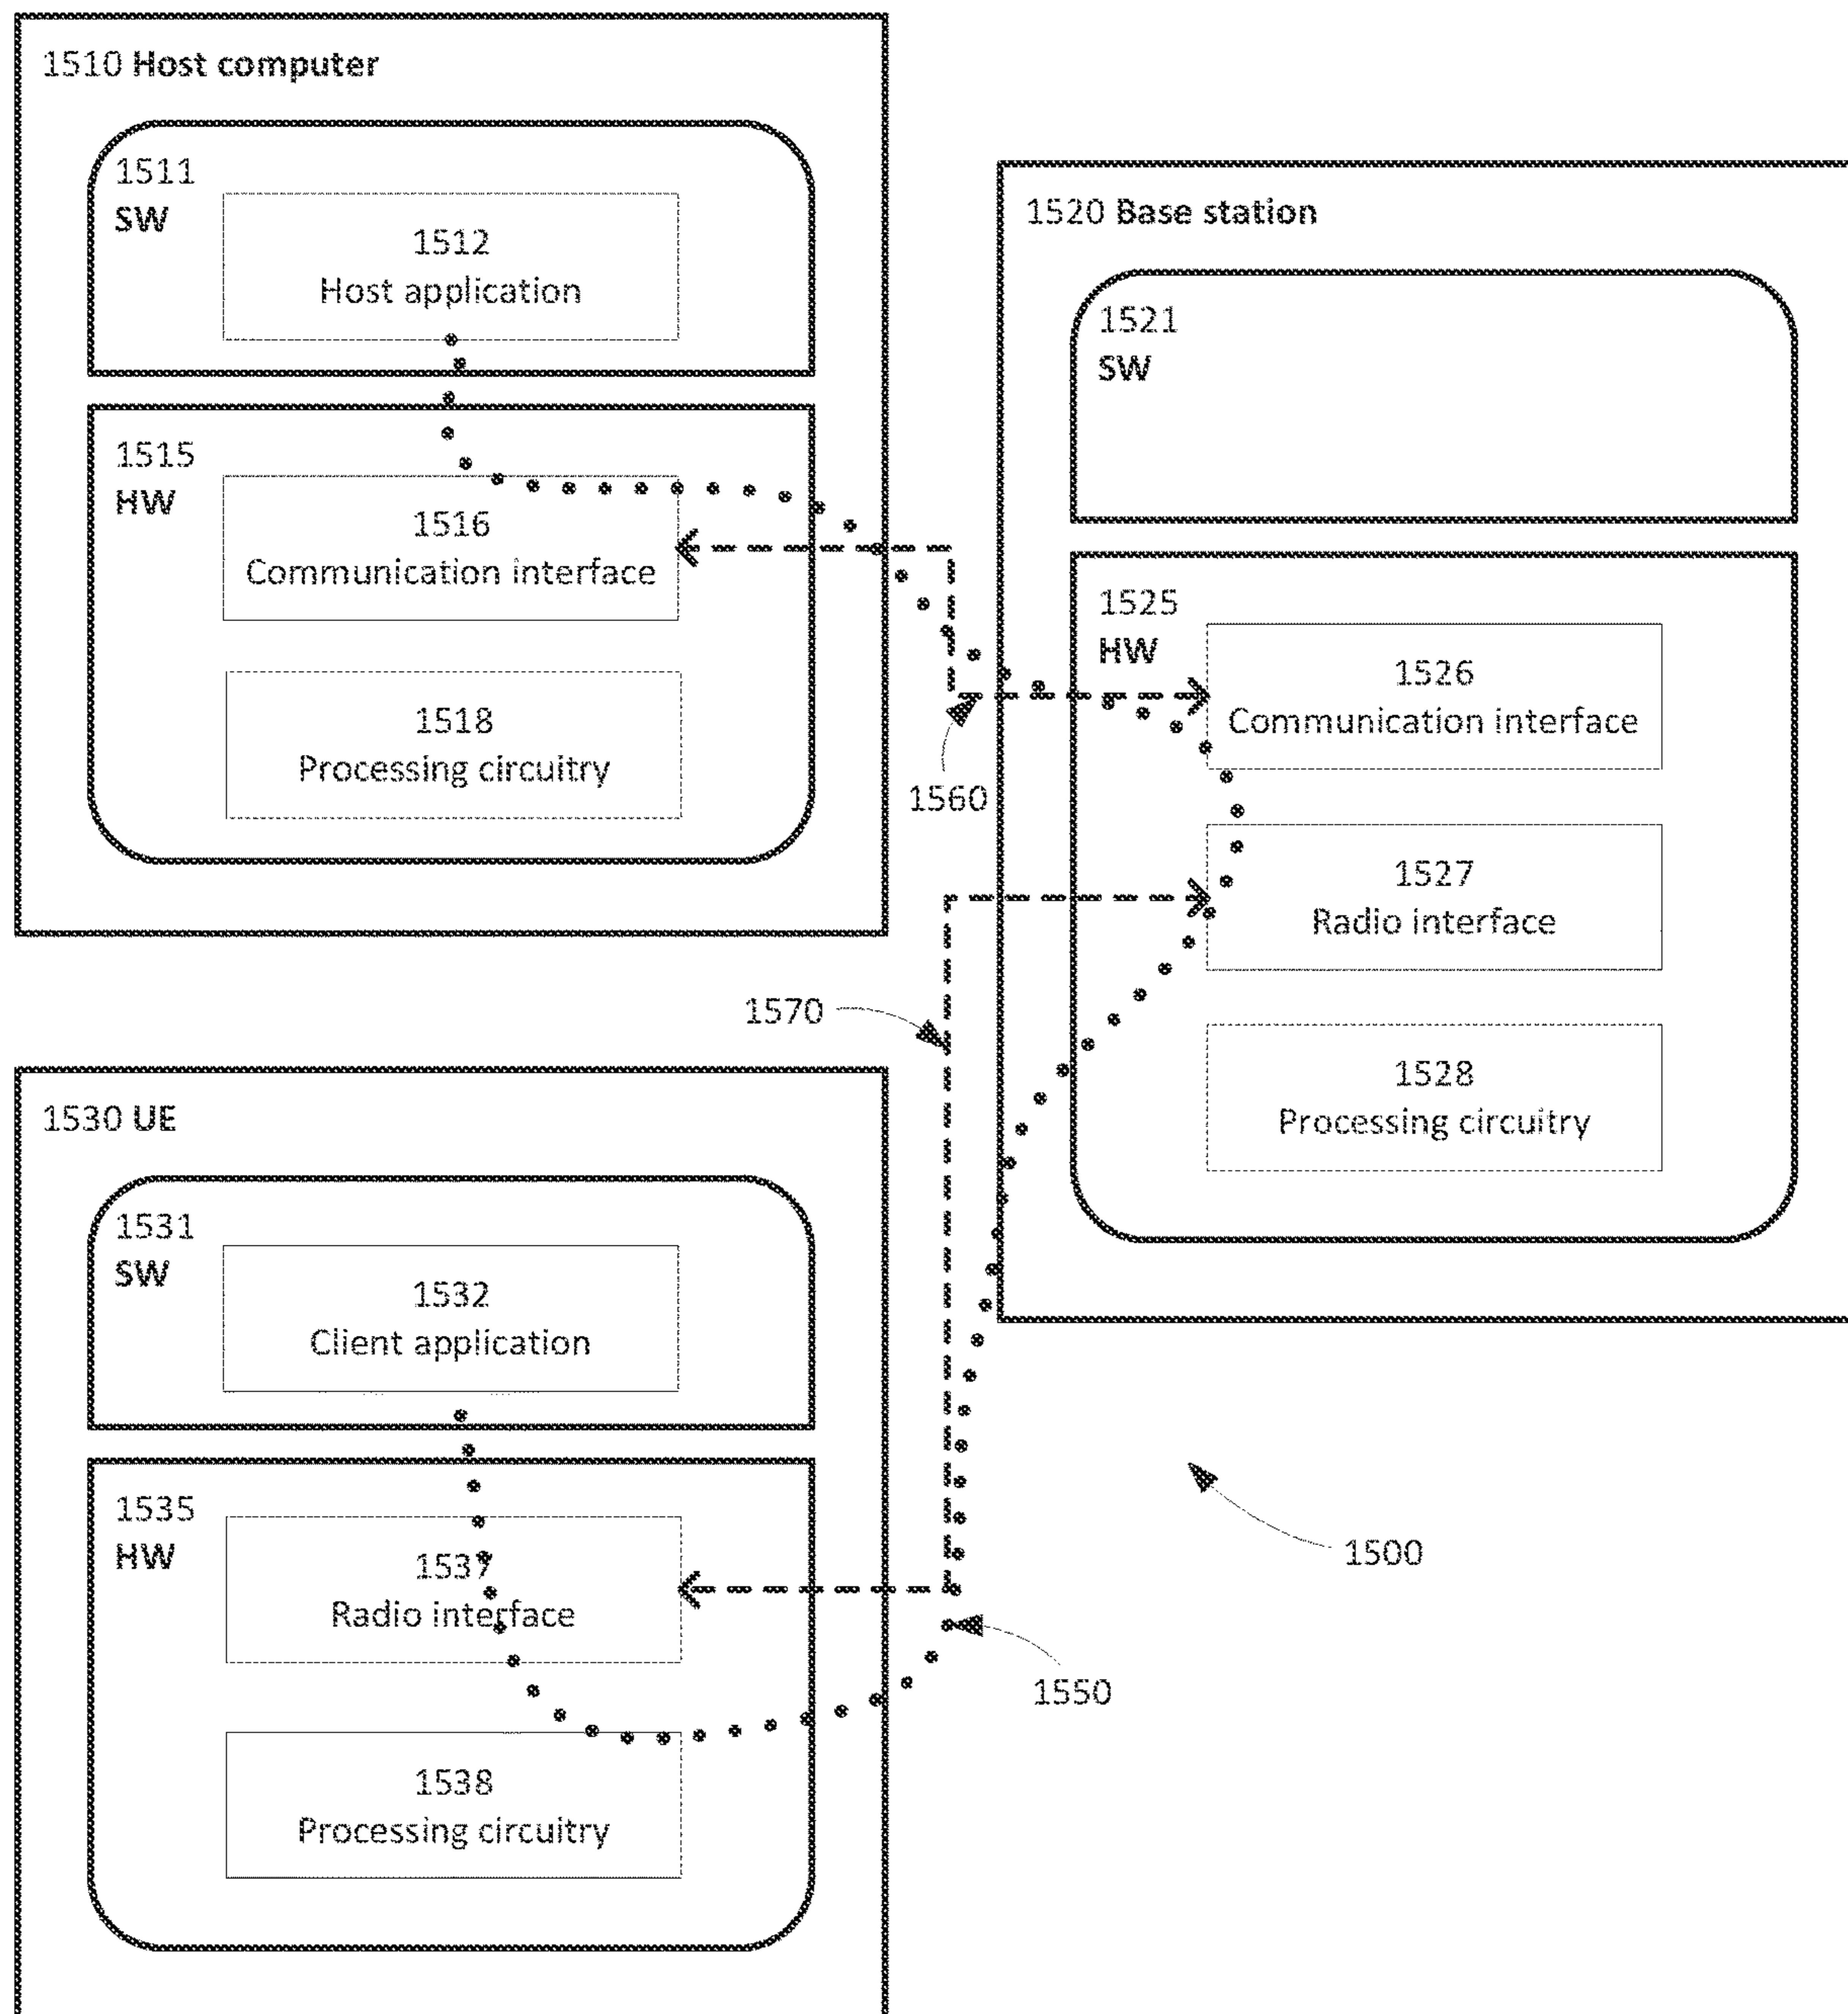 1510 Host computer
1511
SW
1512
Host application
1515
HW
1516
Communication interface
1518
Processing circuitry
1520 Base station
1521
SW
1525
HW
1526
Communication interface
1527
Radio interface
1528
Processing circuitry
1560
1570
1530 UE
1531
SW
1532
Client application
1535
HW
1537
Radio interface
1538
Processing circuitry
1500
1550